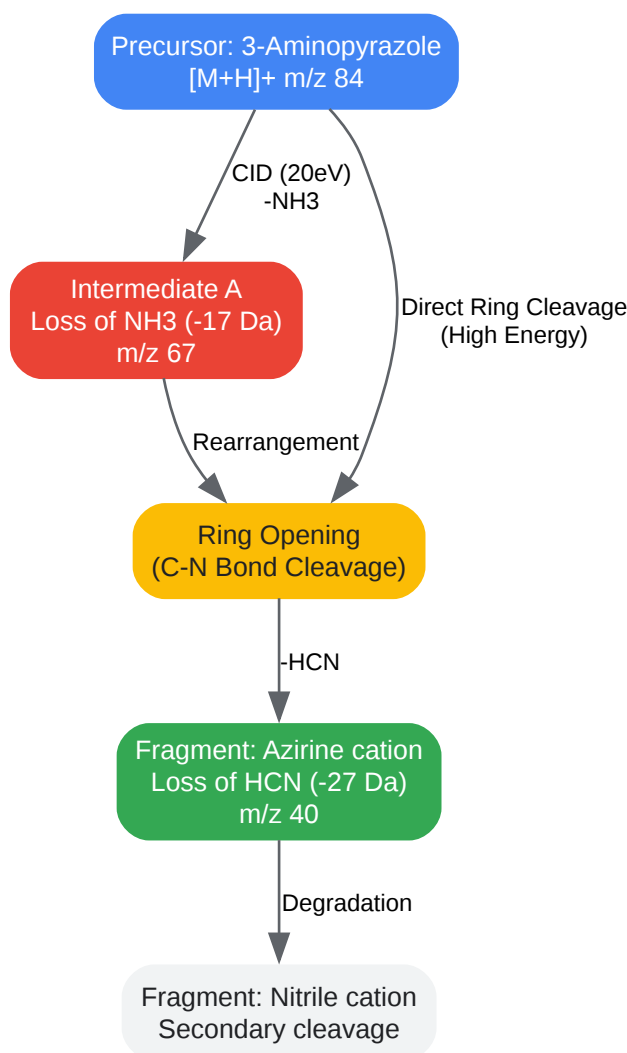 Precursor: 3-Aminopyrazole
[M+H]+ m/z 84
CID (20eV)
-NH3
Intermediate A
Loss of NH3 (-17 Da)
m/z 67
Direct Ring Cleavage
(High Energy)
Rearrangement
Ring Opening
(C-N Bond Cleavage)
-HCN
Fragment: Azirine cation
Loss of HCN (-27 Da)
m/z 40
Degradation
Fragment: Nitrile cation
Secondary cleavage